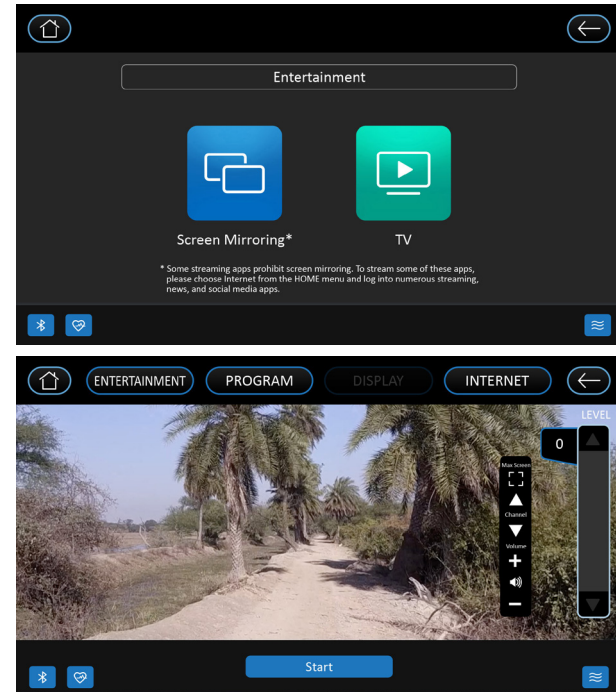 Entertainment
Screen Mirroring*
TV
* Some streaming apps prohibit screen mirroring. To stream some of these apps,
please choose Internet from the HOME menu and log into numerous streaming,
news, and social media apps.
ENTERTAINMENT
PROGRAM
DISPLAY
INTERNET
LEVEL
0
Max Screen
Channel
Volume
Start